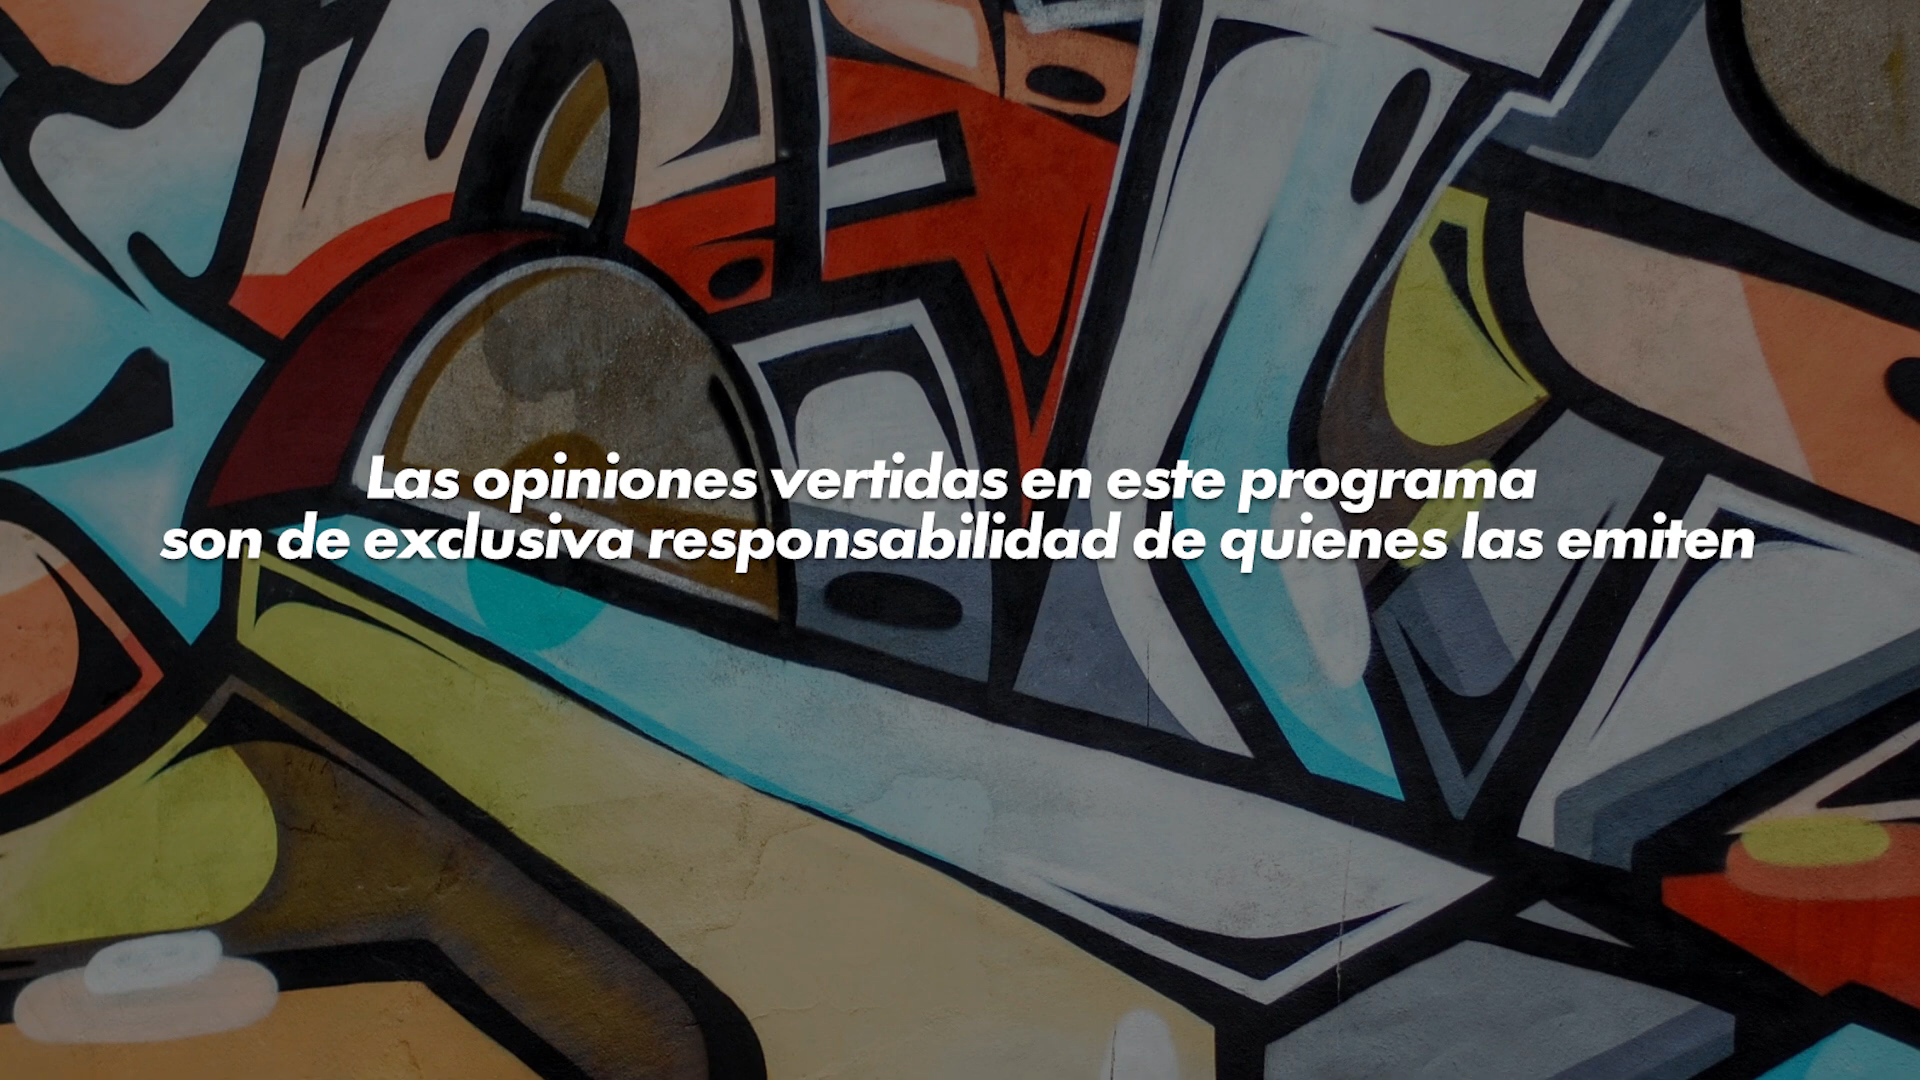 Las opiniones vertidas en este programa
son de exclusiva responsabilidad de quienes las emiten